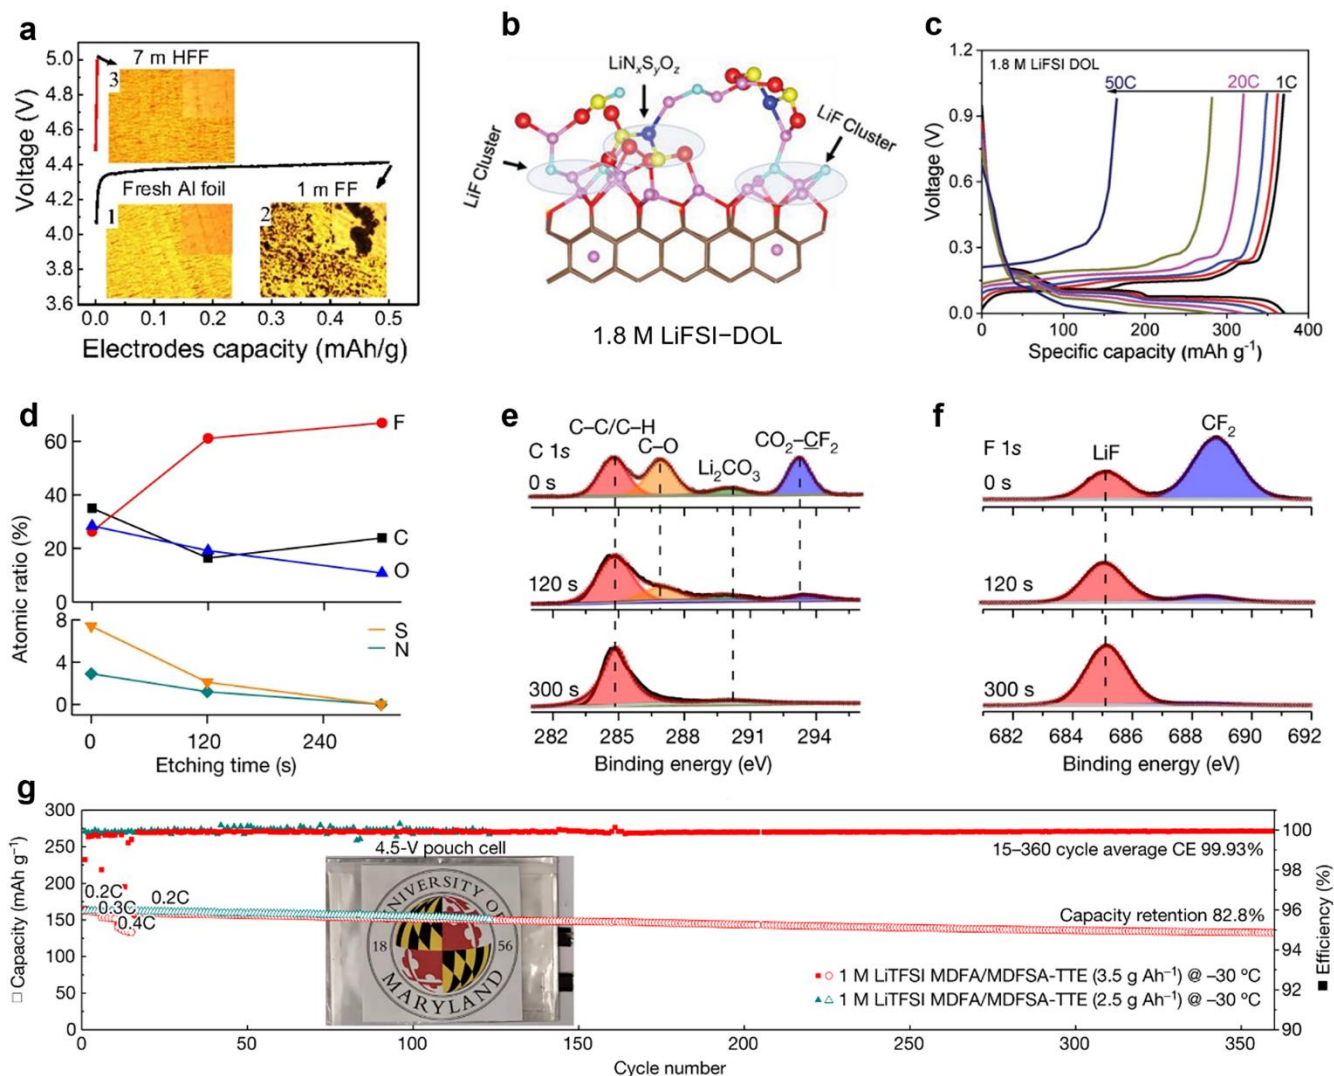 a
7 m HFF
3
Fresh Al foil
1
1 m FF
2
5.0
4.8
4.6
4.4
4.2
4.0
3.8
3.6
Voltage (V)
0.0 0.1 0.2 0.3 0.4 0.5
Electrodes capacity (mAh/g)
b
LiNxSyOz
LiF Cluster
LiF Cluster
1.8 M LiFSI–DOL
c
1.8 M LiFSI DOL
50C 20C 1C
1.2
0.9
0.6
0.3
0.0
Voltage (V)
0 100 200 300 400
Specific capacity (mAh g⁻¹)
d
F
C
O
60
40
20
0
S
N
8
4
0
Atomic ratio (%)
0 120 240
Etching time (s)
e
C–C/C–H
C 1s
C–O
Li₂CO₃
CO₂–CF₂
0 s
120 s
300 s
282 285 288 291 294
Binding energy (eV)
f
F 1s
LiF
CF₂
0 s
120 s
300 s
682 684 686 688 690 692
Binding energy (eV)
g
300
250
200
150
100
50
0
□ Capacity (mAh g⁻¹)
0.2C
0.3C
0.4C
0.2C
4.5-V pouch cell
UNIVERSITY OF
18 56
MARYLAND
15–360 cycle average CE 99.93%
Capacity retention 82.8%
1 M LiTFSI MDFA/MDFSA-TTE (3.5 g Ah⁻¹) @ –30 ºC
1 M LiTFSI MDFA/MDFSA-TTE (2.5 g Ah⁻¹) @ –30 ºC
100
98
96
94
92
90
■ Efficiency (%)
0 50 100 150 200 250 300 350
Cycle number